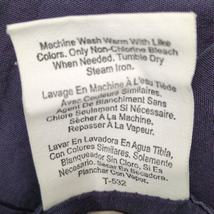 Machine Wash Warm With Like
Colors. Only Non-Chlorine Bleach
When Needed. Tumble Dry
Steam Iron.
Lavage En Machine À L'eau Tiède
Avec Couleurs Similaires.
Agent De Blanchiment Sans
Chlore Seulement Si Nécessaire.
Sécher À La Machine.
Repasser À La Vapeur.
Lavar En Lavadora En Agua Tibia,
Con Colores Similares, Solamente
Blanqueador Sin Cloro, Si Es
Necesario. Sacar En Secadora.
Planchar Con Vapor.
T-532